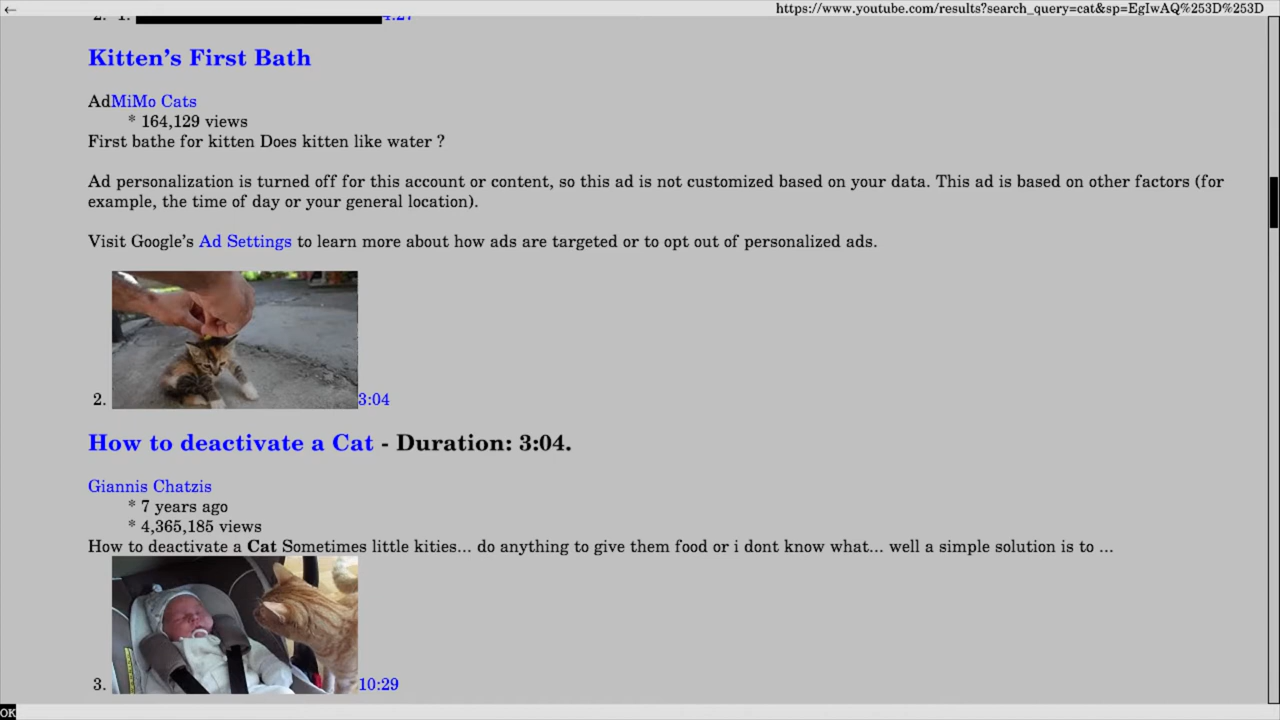 ← https://www.youtube.com/results?search_query=cat&sp=EgIwAQ%253D%253D
2. 1. 4:27
Kitten’s First Bath
AdMiMo Cats
* 164,129 views
First bathe for kitten Does kitten like water ?
Ad personalization is turned off for this account or content, so this ad is not customized based on your data. This ad is based on other factors (for
example, the time of day or your general location).
Visit Google’s Ad Settings to learn more about how ads are targeted or to opt out of personalized ads.
2. 3:04
How to deactivate a Cat - Duration: 3:04.
Giannis Chatzis
* 7 years ago
* 4,365,185 views
How to deactivate a Cat Sometimes little kities... do anything to give them food or i dont know what... well a simple solution is to ...
3. 10:29
OK